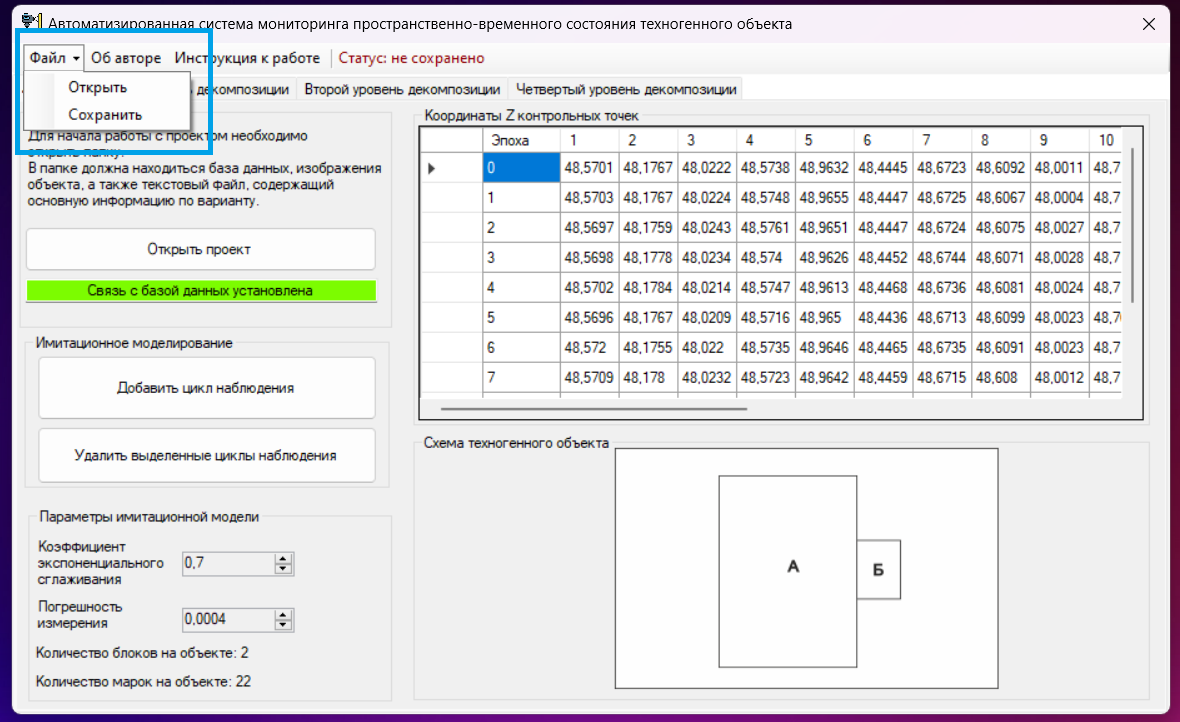 Автоматизированная система мониторинга пространственно-временного состояния техногенного объекта
Файл Об авторе Инструкция к работе Статус: не сохранено
Открыть
Сохранить
декомпозиции Второй уровень декомпозиции Четвертый уровень декомпозиции
Для начала работы с проектом необходимо
открыть папку.
В папке должна находиться база данных, изображения
объекта, а также текстовый файл, содержащий
основную информацию по варианту.
Открыть проект
Связь с базой данных установлена
Имитационное моделирование
Добавить цикл наблюдения
Удалить выделенные циклы наблюдения
Параметры имитационной модели
Коэффициент
экспоненциального
сглаживания
0,7
Погрешность
измерения
0,0004
Количество блоков на объекте: 2
Количество марок на объекте: 22
Координаты Z контрольных точек
Эпоха 1 2 3 4 5 6 7 8 9 10
0 48,5701 48,1767 48,0222 48,5738 48,9632 48,4445 48,6723 48,6092 48,0011 48,7
1 48,5703 48,1767 48,0224 48,5748 48,9655 48,4447 48,6725 48,6067 48,0004 48,7
2 48,5697 48,1759 48,0243 48,5761 48,9651 48,4447 48,6724 48,6075 48,0027 48,7
3 48,5698 48,1778 48,0234 48,574 48,9626 48,4452 48,6744 48,6071 48,0028 48,7
4 48,5702 48,1784 48,0214 48,5747 48,9613 48,4468 48,6736 48,6081 48,0024 48,7
5 48,5696 48,1767 48,0209 48,5716 48,965 48,4436 48,6713 48,6099 48,0023 48,7
6 48,572 48,1755 48,022 48,5735 48,9646 48,4465 48,6735 48,6091 48,0023 48,7
7 48,5709 48,178 48,0232 48,5723 48,9642 48,4459 48,6715 48,608 48,0012 48,7
Схема техногенного объекта
А
Б